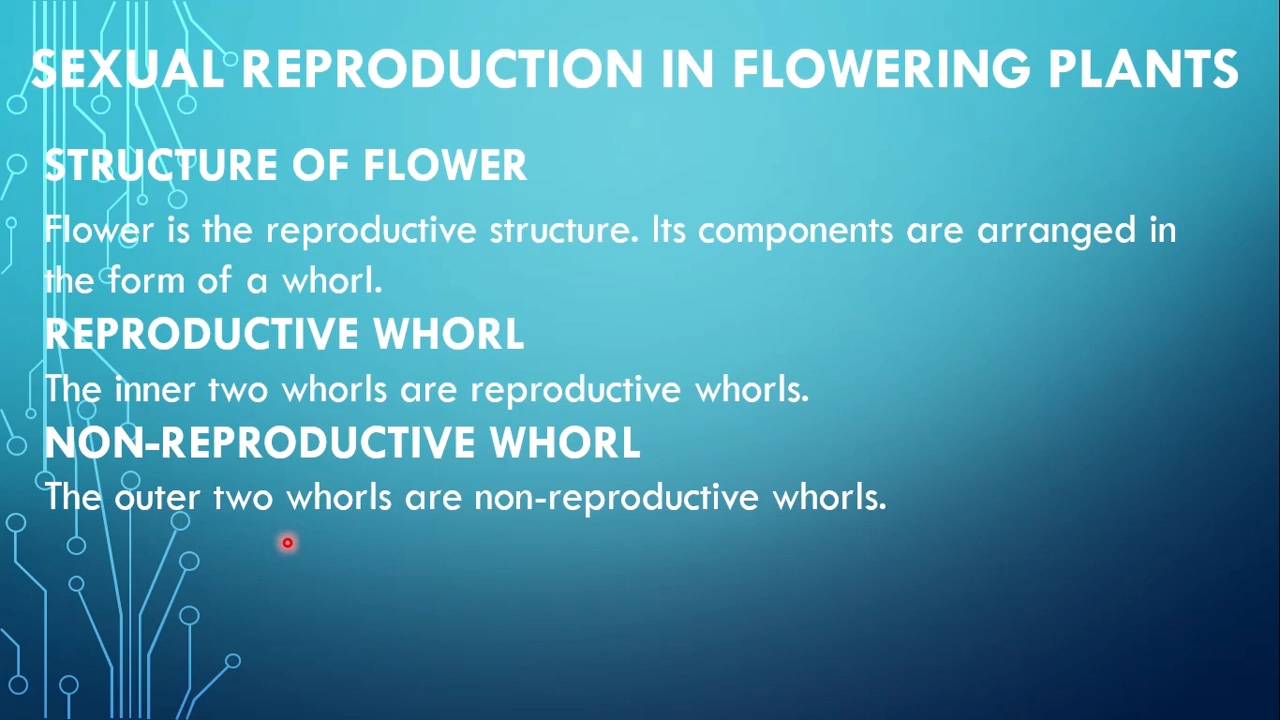 SEXUAL REPRODUCTION IN FLOWERING PLANTS
STRUCTURE OF FLOWER
Flower is the reproductive structure. Its components are arranged in
the form of a whorl.
REPRODUCTIVE WHORL
The inner two whorls are reproductive whorls.
NON-REPRODUCTIVE WHORL
The outer two whorls are non-reproductive whorls.